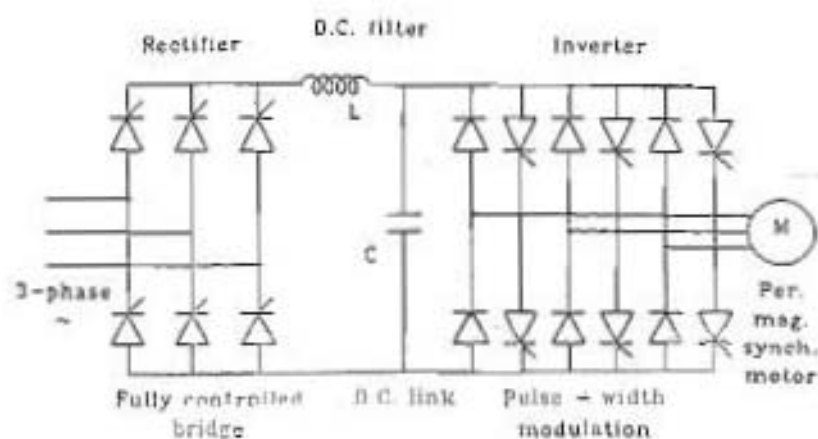 Rectifier
D.C. filter
Inverter
L
C
M
3-phase
~
Per.
mag.
synch.
motor
Fully controlled
bridge
D.C. link
Pulse - width
modulation